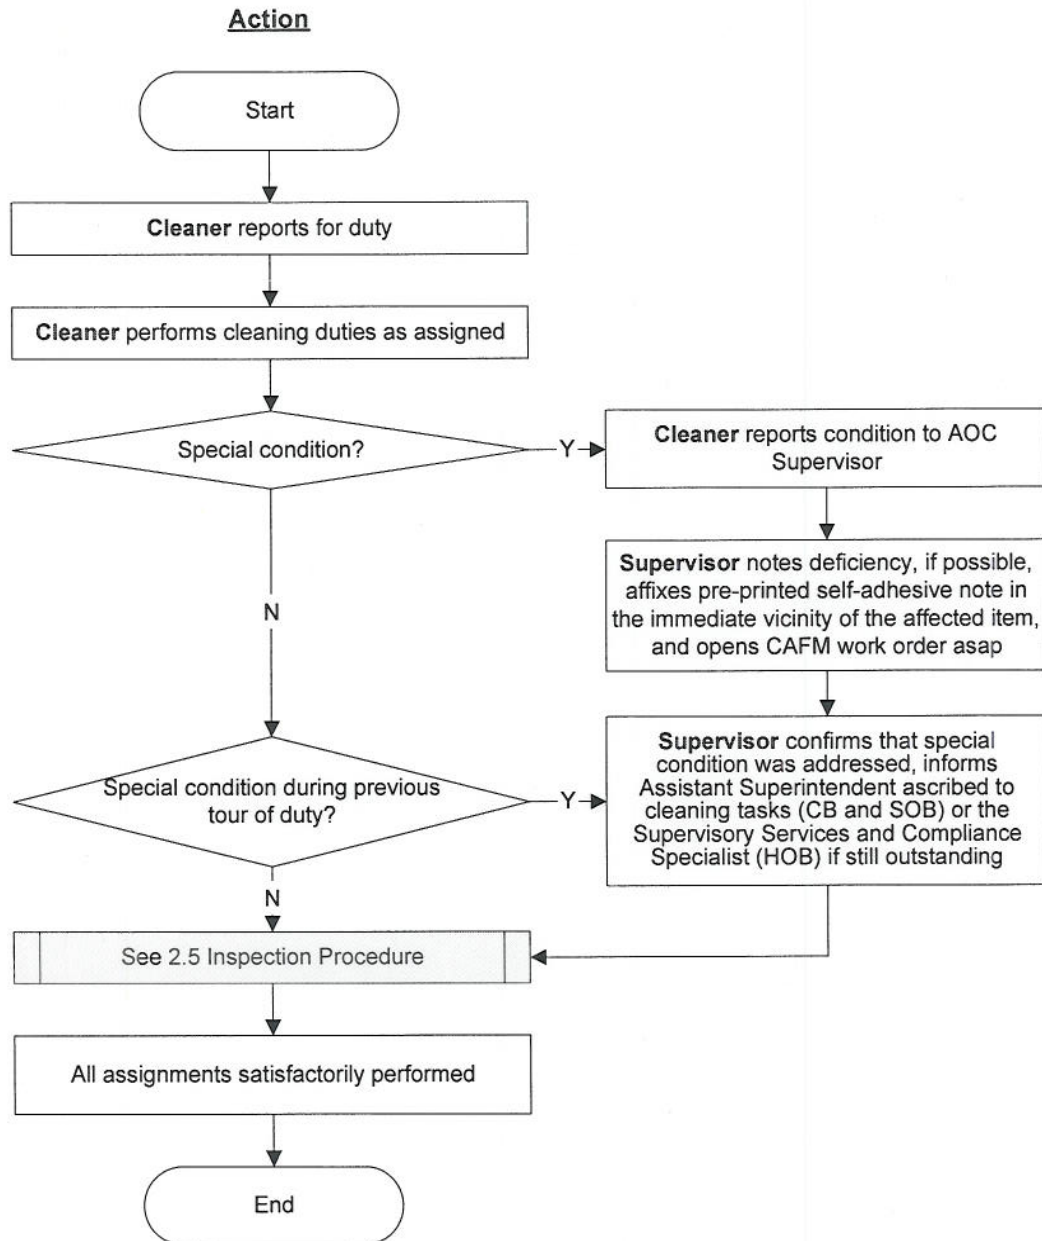 Action
Start
Cleaner reports for duty
Cleaner performs cleaning duties as assigned
Special condition?
Y
Cleaner reports condition to AOC
Supervisor
Supervisor notes deficiency, if possible,
affixes pre-printed self-adhesive note in
the immediate vicinity of the affected item,
and opens CAFM work order asap
N
Special condition during previous
tour of duty?
Y
Supervisor confirms that special
condition was addressed, informs
Assistant Superintendent ascribed to
cleaning tasks (CB and SOB) or the
Supervisory Services and Compliance
Specialist (HOB) if still outstanding
N
See 2.5 Inspection Procedure
All assignments satisfactorily performed
End